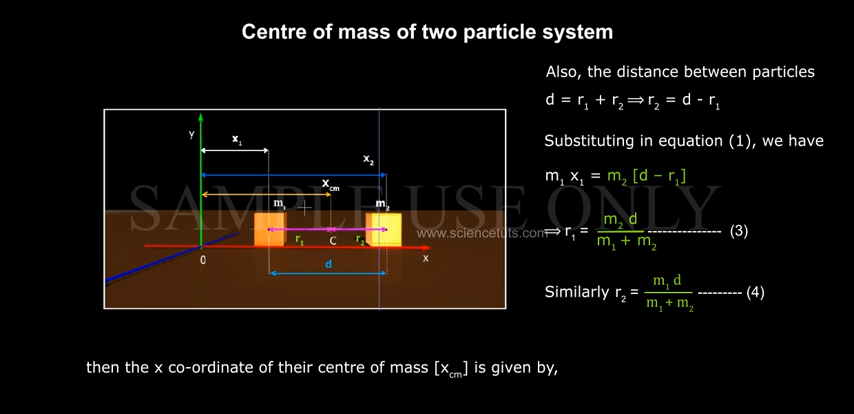 Centre of mass of two particle system
Also, the distance between particles
d = r₁ + r₂ ⟹ r₂ = d - r₁
Substituting in equation (1), we have
m₁ x₁ = m₂ [d – r₁]
⟹ r₁ = m₂ d / m₁ + m₂ -------------- (3)
Similarly r₂ = m₁ d / m₁ + m₂ --------- (4)
y
x₁
x₂
xcm
m₁ m₂
r₁ C r₂
0 x
d
SAMPLE USE ONLY
www.sciencetuts.com
then the x co-ordinate of their centre of mass [xcm] is given by,